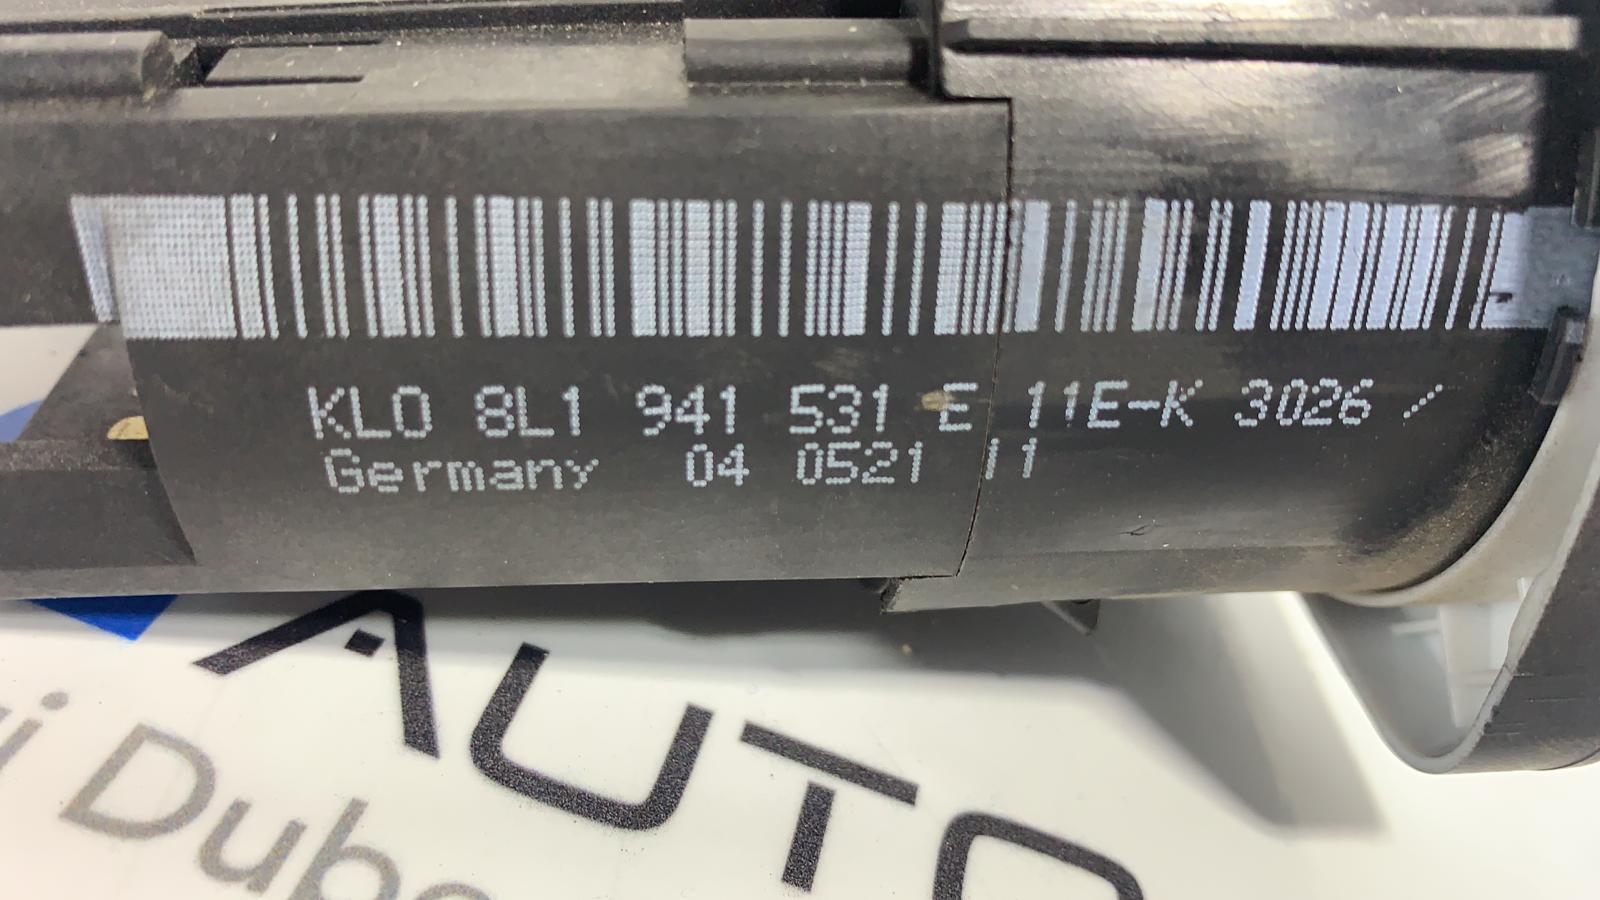 KL0 8L1 941 531 E 11E-K 3026 /
Germany 04 0521 11
AUTO